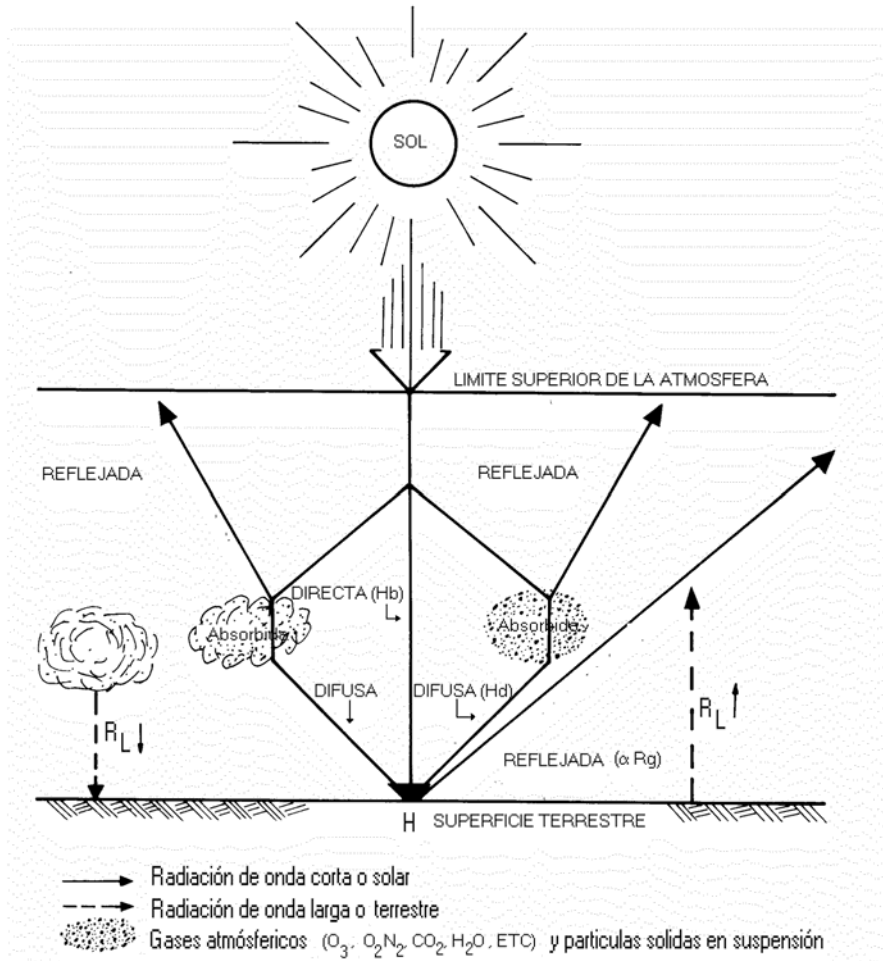 SOL
LIMITE SUPERIOR DE LA ATMOSFERA
REFLEJADA
REFLEJADA
DIRECTA (Hb)
Absorbida
Absorbida
DIFUSA
DIFUSA (Hd)
R_L ↓
R_L ↑
REFLEJADA (α Rg)
H SUPERFICIE TERRESTRE
Radiación de onda corta o solar
Radiación de onda larga o terrestre
Gases atmósfericos (O₃, O₂N₂, CO₂, H₂O, ETC) y particulas solidas en suspensión